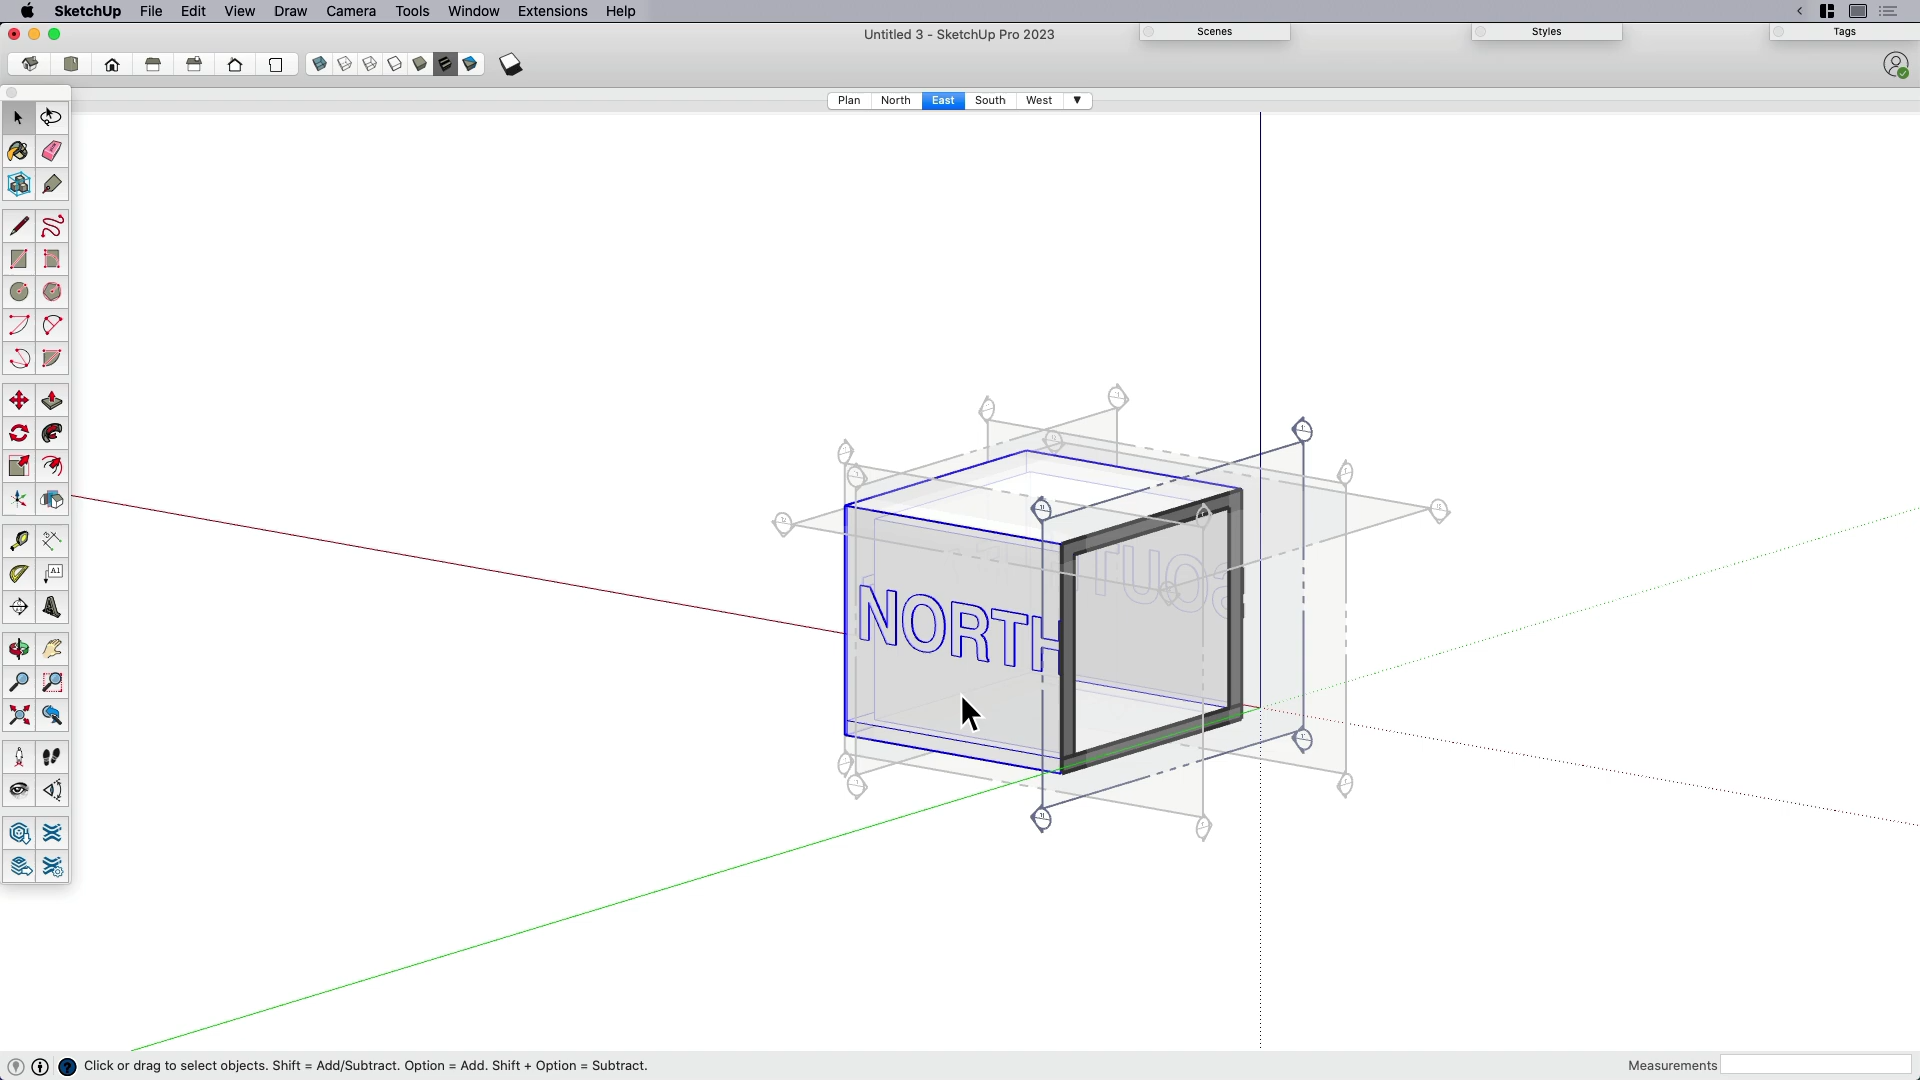 SketchUp File Edit View Draw Camera Tools Window Extensions Help
Untitled 3 - SketchUp Pro 2023
Scenes
Styles
Tags
Plan North East South West
A1
NORTH
Click or drag to select objects. Shift = Add/Subtract. Option = Add. Shift + Option = Subtract.
Measurements